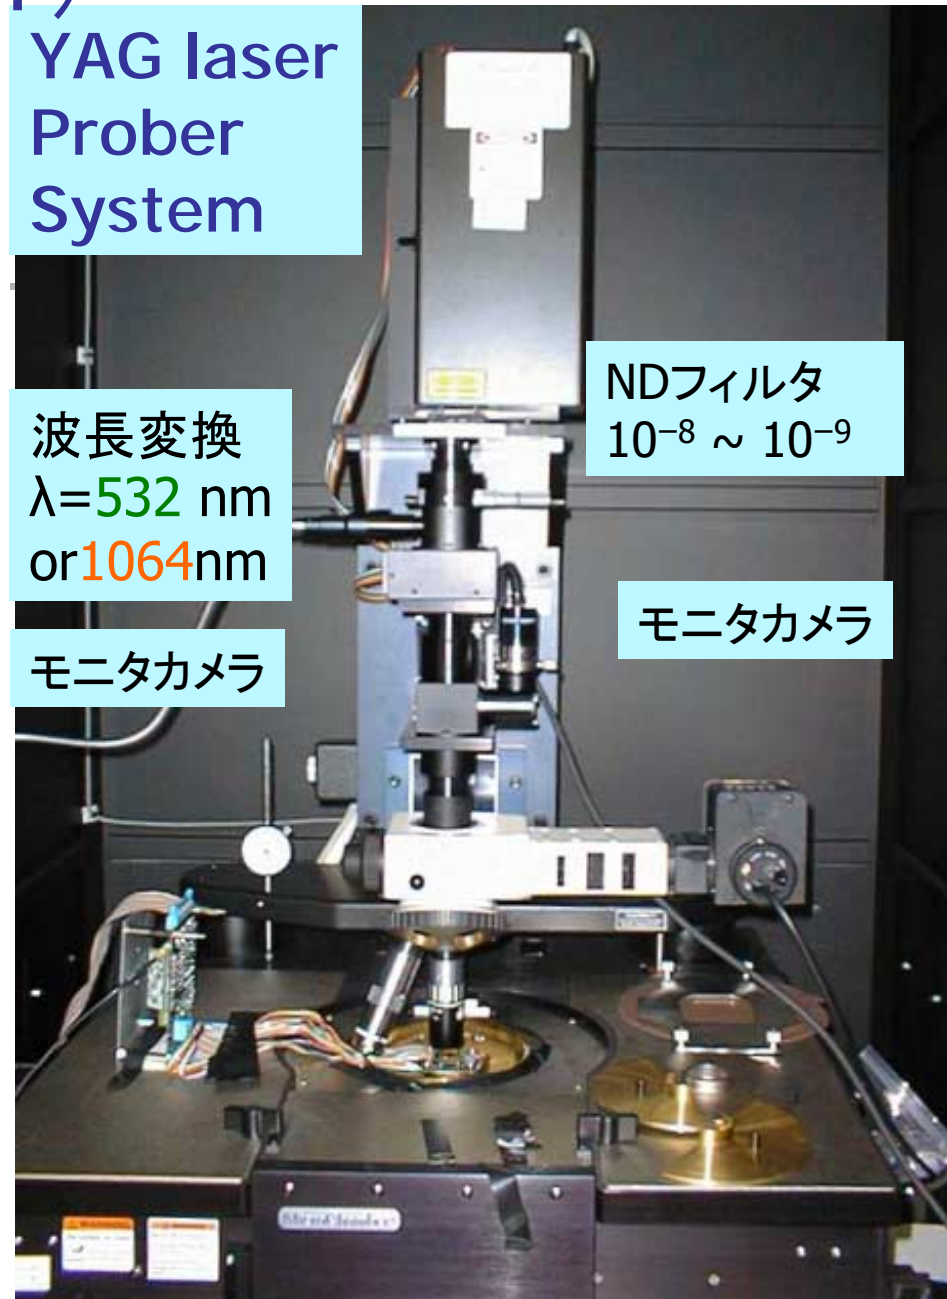 YAG laser
Prober
System
NDフィルタ
10⁻⁸ ~ 10⁻⁹
波長変換
λ=532 nm
or1064nm
モニタカメラ
モニタカメラ